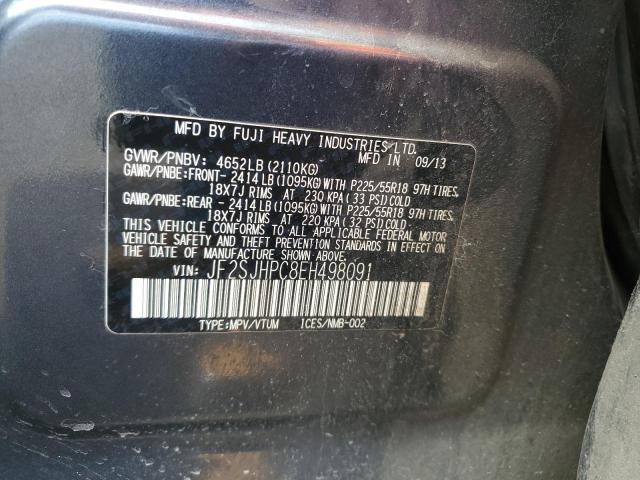 MFD BY FUJI HEAVY INDUSTRIES LTD.
GVWR/PNBV: 4652LB (2110KG) MFD IN 09/13
GAWR/PNBE:FRONT- 2414LB (1095KG) WITH P225/55R18 97H TIRES,
18X7J RIMS AT 230 KPA (33 PSI) COLD
GAWR/PNBE:REAR - 2414LB (1095KG) WITH P225/55R18 97H TIRES,
18X7J RIMS AT 220 KPA (32 PSI) COLD
THIS VEHICLE CONFORMS TO ALL APPLICABLE FEDERAL MOTOR
VEHICLE SAFETY AND THEFT PREVENTION STANDARDS IN EFFECT ON
THE DATE OF MANUFACTURE SHOWN ABOVE.
VIN: JF2SJHPC8EH498091
TYPE:MPV/VTUM ICES/NMB-002